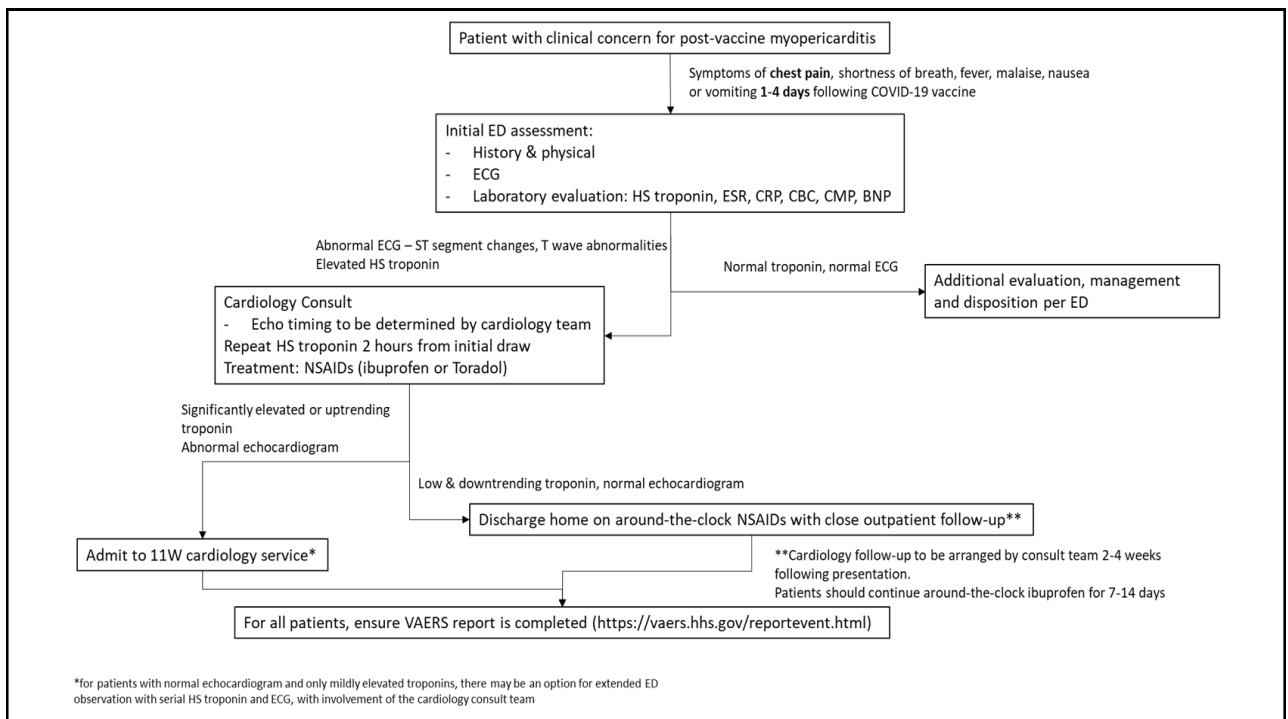 Patient with clinical concern for post-vaccine myopericarditis
Symptoms of chest pain, shortness of breath, fever, malaise, nausea
or vomiting 1-4 days following COVID-19 vaccine
Initial ED assessment:
- History & physical
- ECG
- Laboratory evaluation: HS troponin, ESR, CRP, CBC, CMP, BNP
Abnormal ECG – ST segment changes, T wave abnormalities
Elevated HS troponin
Normal troponin, normal ECG
Additional evaluation, management
and disposition per ED
Cardiology Consult
- Echo timing to be determined by cardiology team
Repeat HS troponin 2 hours from initial draw
Treatment: NSAIDs (ibuprofen or Toradol)
Significantly elevated or uptrending
troponin
Abnormal echocardiogram
Low & downtrending troponin, normal echocardiogram
Discharge home on around-the-clock NSAIDs with close outpatient follow-up**
Admit to 11W cardiology service*
**Cardiology follow-up to be arranged by consult team 2-4 weeks
following presentation.
Patients should continue around-the-clock ibuprofen for 7-14 days
For all patients, ensure VAERS report is completed (https://vaers.hhs.gov/reportevent.html)
*for patients with normal echocardiogram and only mildly elevated troponins, there may be an option for extended ED
observation with serial HS troponin and ECG, with involvement of the cardiology consult team